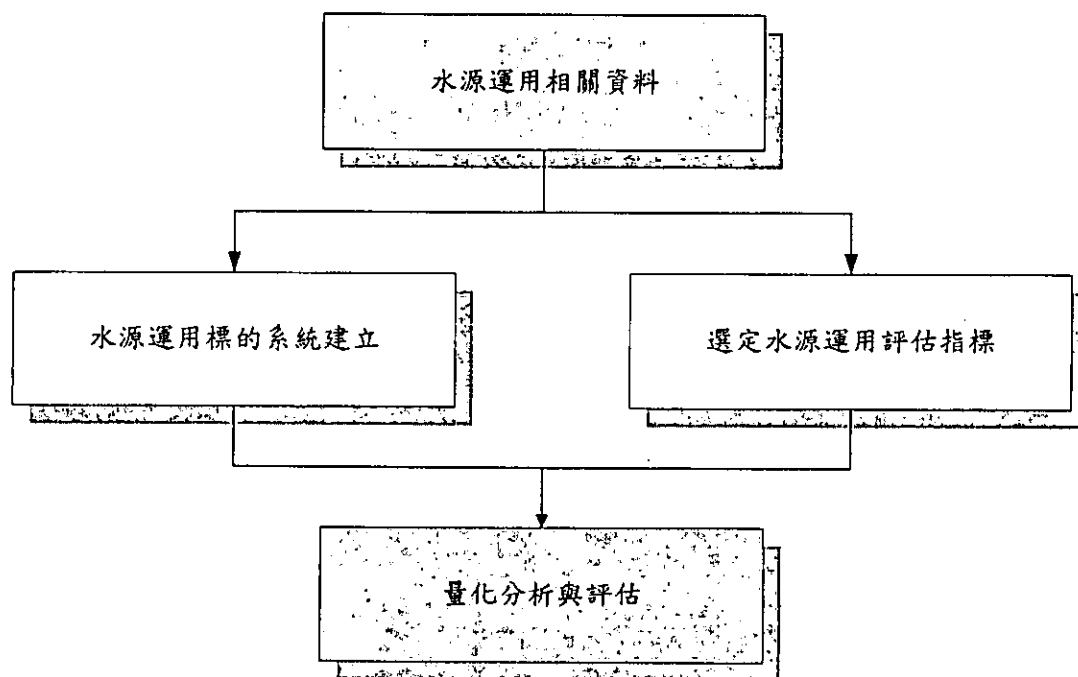 水源運用相關資料
水源運用標的系統建立
選定水源運用評估指標
量化分析與評估